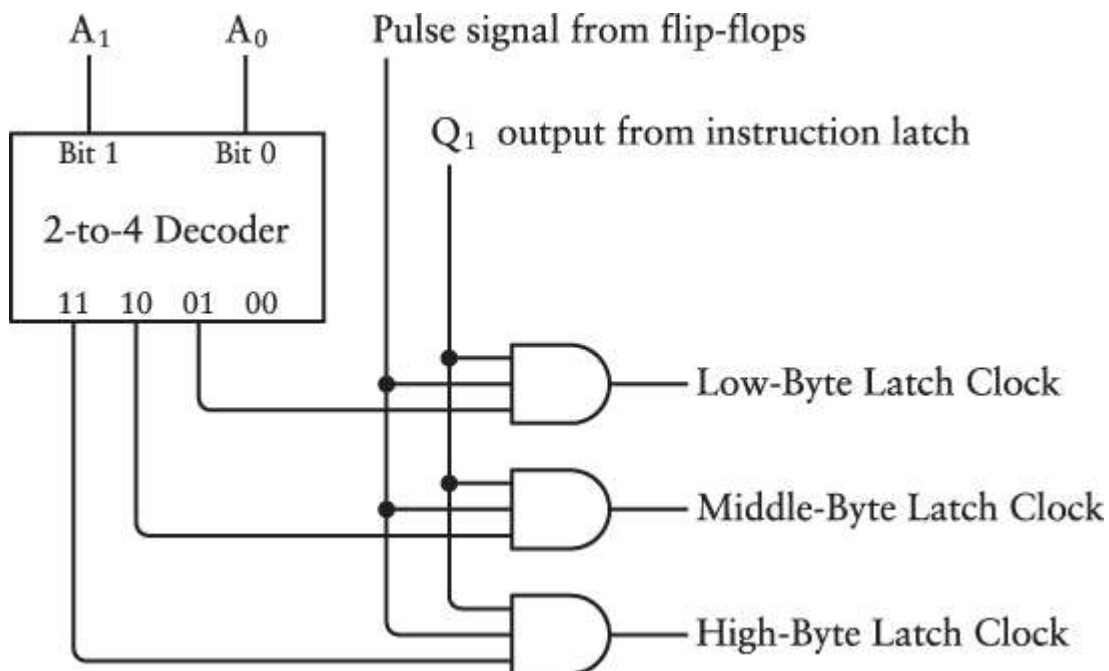 A₁ A₀ Pulse signal from flip-flops
Q₁ output from instruction latch
Bit 1 Bit 0
2-to-4 Decoder
11 10 01 00
Low-Byte Latch Clock
Middle-Byte Latch Clock
High-Byte Latch Clock